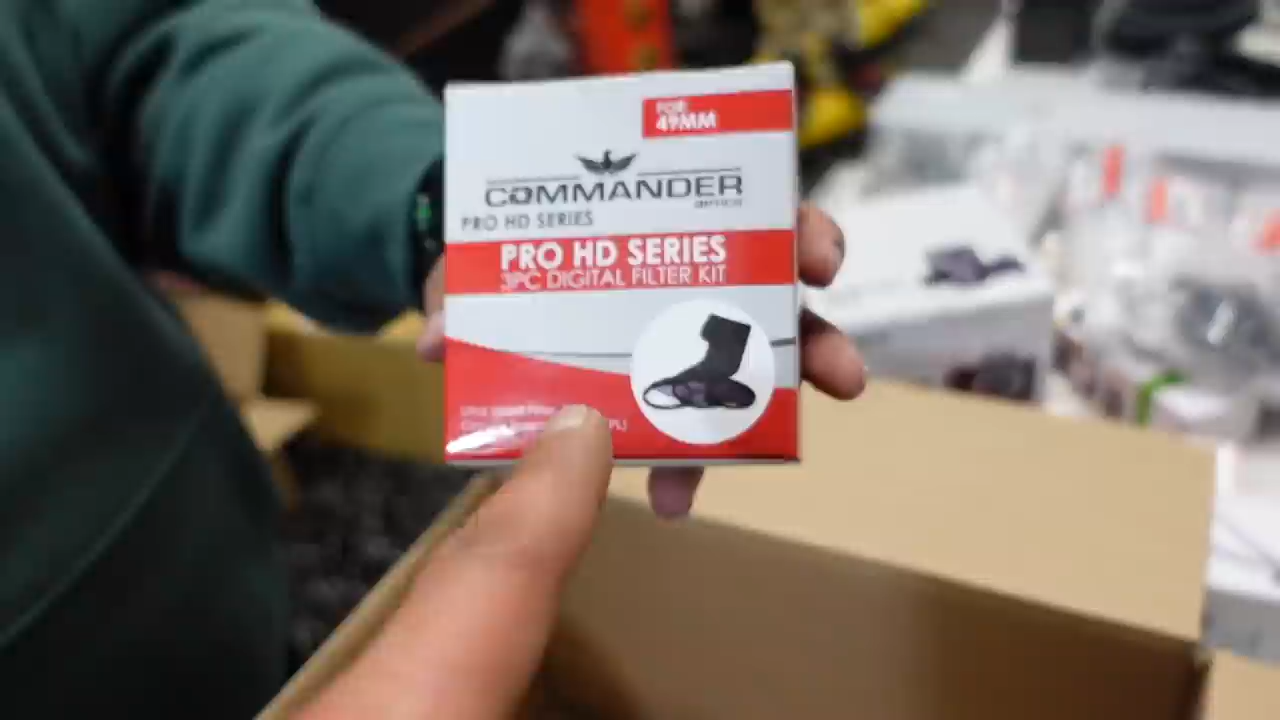 FOR
49MM
COMMANDER
OPTICS
PRO HD SERIES
PRO HD SERIES
3PC DIGITAL FILTER KIT